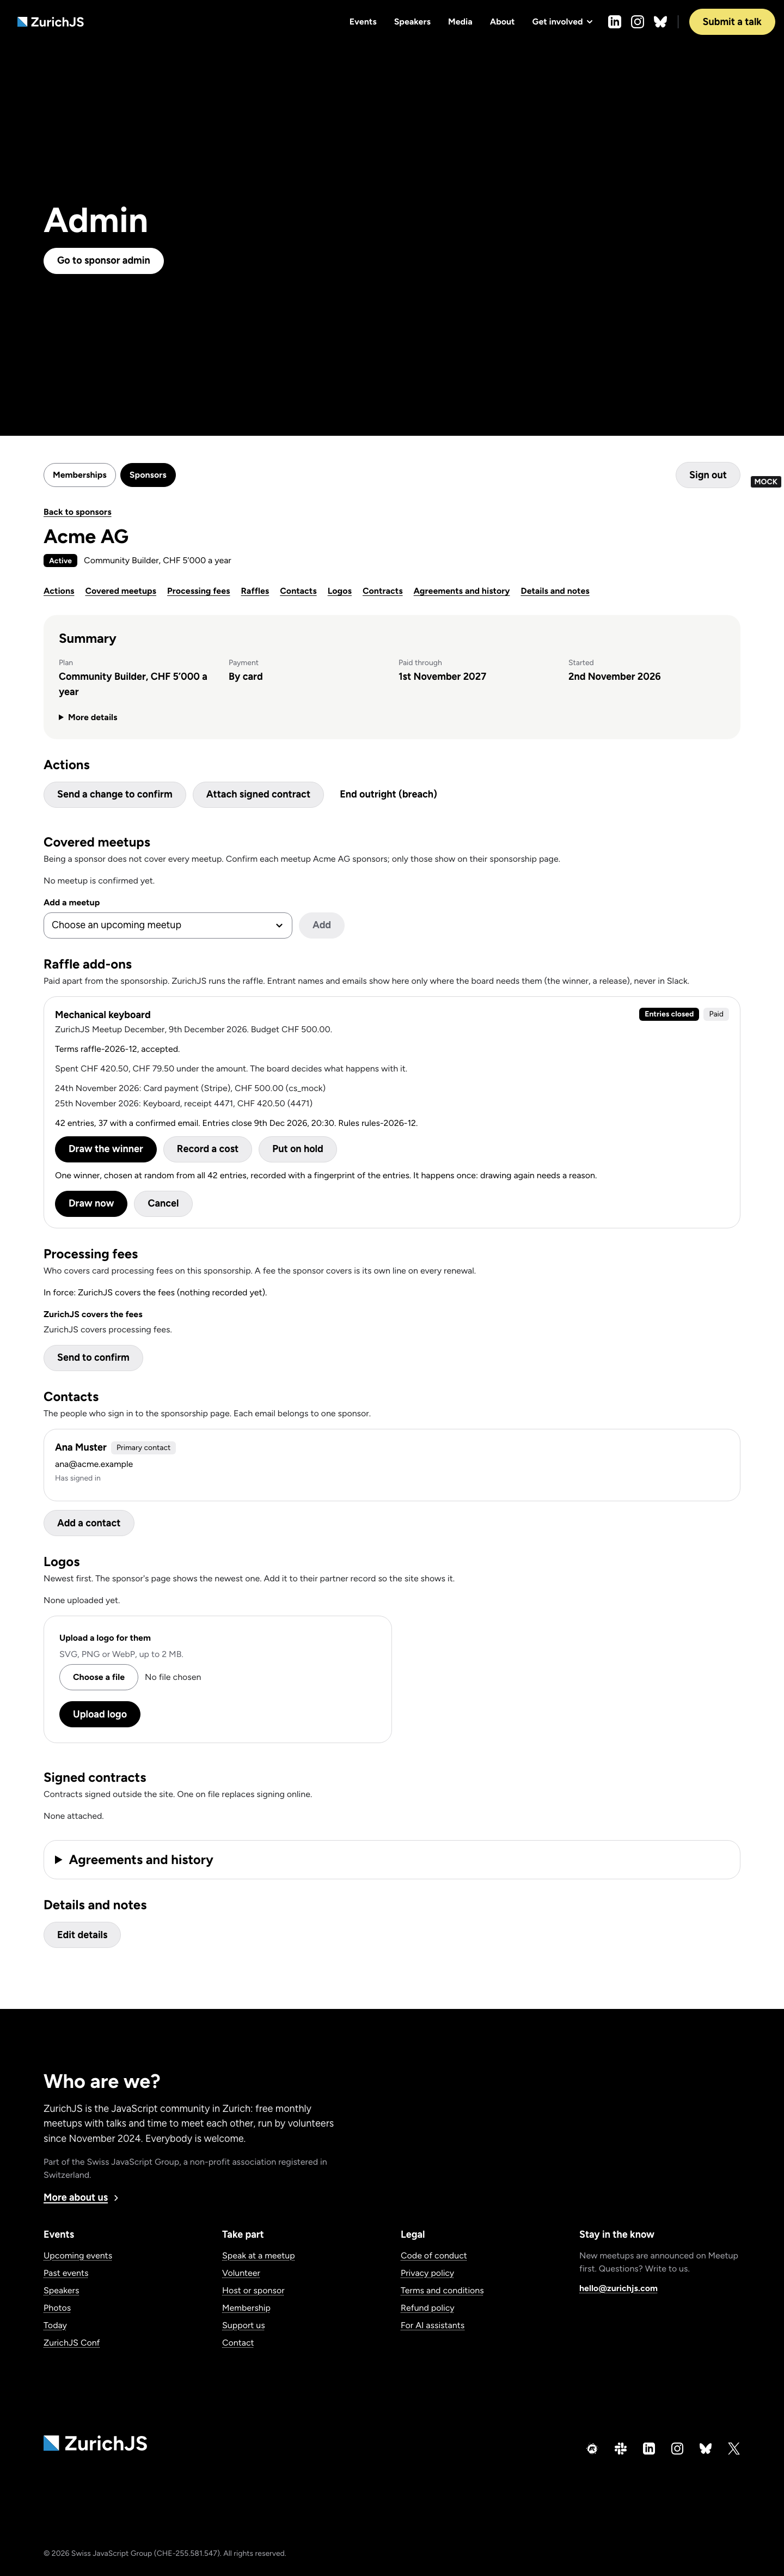 ZurichJS
Events
Speakers
Media
About
Get involved
Submit a talk
Admin
Go to sponsor admin
Memberships
Sponsors
Sign out
MOCK
Back to sponsors
Acme AG
Active
Community Builder, CHF 5'000 a year
Actions
Covered meetups
Processing fees
Raffles
Contacts
Logos
Contracts
Agreements and history
Details and notes
Summary
Plan
Community Builder, CHF 5’000 a
year
Payment
By card
Paid through
1st November 2027
Started
2nd November 2026
More details
Actions
Send a change to confirm
Attach signed contract
End outright (breach)
Covered meetups
Being a sponsor does not cover every meetup. Confirm each meetup Acme AG sponsors; only those show on their sponsorship page.
No meetup is confirmed yet.
Add a meetup
Choose an upcoming meetup
Add
Raffle add-ons
Paid apart from the sponsorship. ZurichJS runs the raffle. Entrant names and emails show here only where the board needs them (the winner, a release), never in Slack.
Mechanical keyboard
Entries closed
Paid
ZurichJS Meetup December, 9th December 2026. Budget CHF 500.00.
Terms raffle-2026-12, accepted.
Spent CHF 420.50, CHF 79.50 under the amount. The board decides what happens with it.
24th November 2026: Card payment (Stripe), CHF 500.00 (cs_mock)
25th November 2026: Keyboard, receipt 4471, CHF 420.50 (4471)
42 entries, 37 with a confirmed email. Entries close 9th Dec 2026, 20:30. Rules rules-2026-12.
Draw the winner
Record a cost
Put on hold
One winner, chosen at random from all 42 entries, recorded with a fingerprint of the entries. It happens once: drawing again needs a reason.
Draw now
Cancel
Processing fees
Who covers card processing fees on this sponsorship. A fee the sponsor covers is its own line on every renewal.
In force: ZurichJS covers the fees (nothing recorded yet).
ZurichJS covers the fees
ZurichJS covers processing fees.
Send to confirm
Contacts
The people who sign in to the sponsorship page. Each email belongs to one sponsor.
Ana Muster
Primary contact
ana@acme.example
Has signed in
Add a contact
Logos
Newest first. The sponsor's page shows the newest one. Add it to their partner record so the site shows it.
None uploaded yet.
Upload a logo for them
SVG, PNG or WebP, up to 2 MB.
Choose a file
No file chosen
Upload logo
Signed contracts
Contracts signed outside the site. One on file replaces signing online.
None attached.
Agreements and history
Details and notes
Edit details
Who are we?
ZurichJS is the JavaScript community in Zurich: free monthly
meetups with talks and time to meet each other, run by volunteers
since November 2024. Everybody is welcome.
Part of the Swiss JavaScript Group, a non-profit association registered in
Switzerland.
More about us
Events
Upcoming events
Past events
Speakers
Photos
Today
ZurichJS Conf
Take part
Speak at a meetup
Volunteer
Host or sponsor
Membership
Support us
Contact
Legal
Code of conduct
Privacy policy
Terms and conditions
Refund policy
For AI assistants
Stay in the know
New meetups are announced on Meetup
first. Questions? Write to us.
hello@zurichjs.com
ZurichJS
© 2026 Swiss JavaScript Group (CHE-255.581.547). All rights reserved.